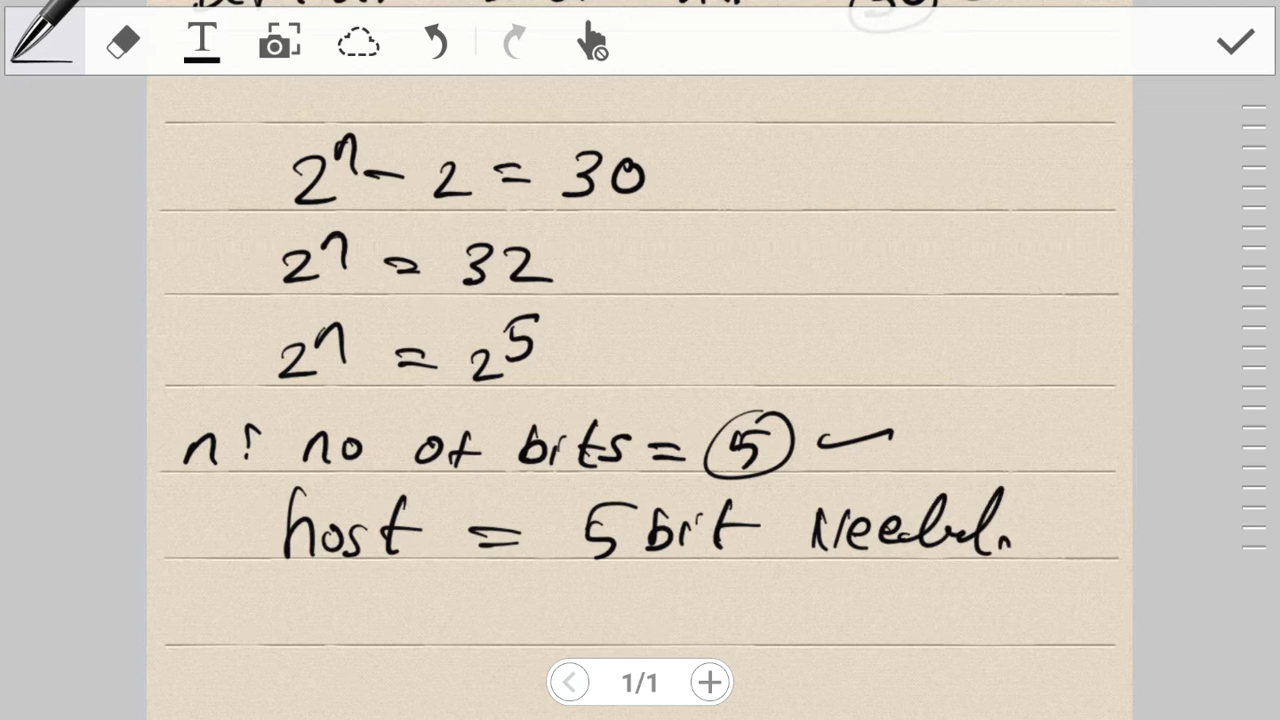 T
2ⁿ - 2 = 30
2ⁿ = 32
2ⁿ = 2⁵
n: no of bits = 5
host = 5 bit Needed.
1/1